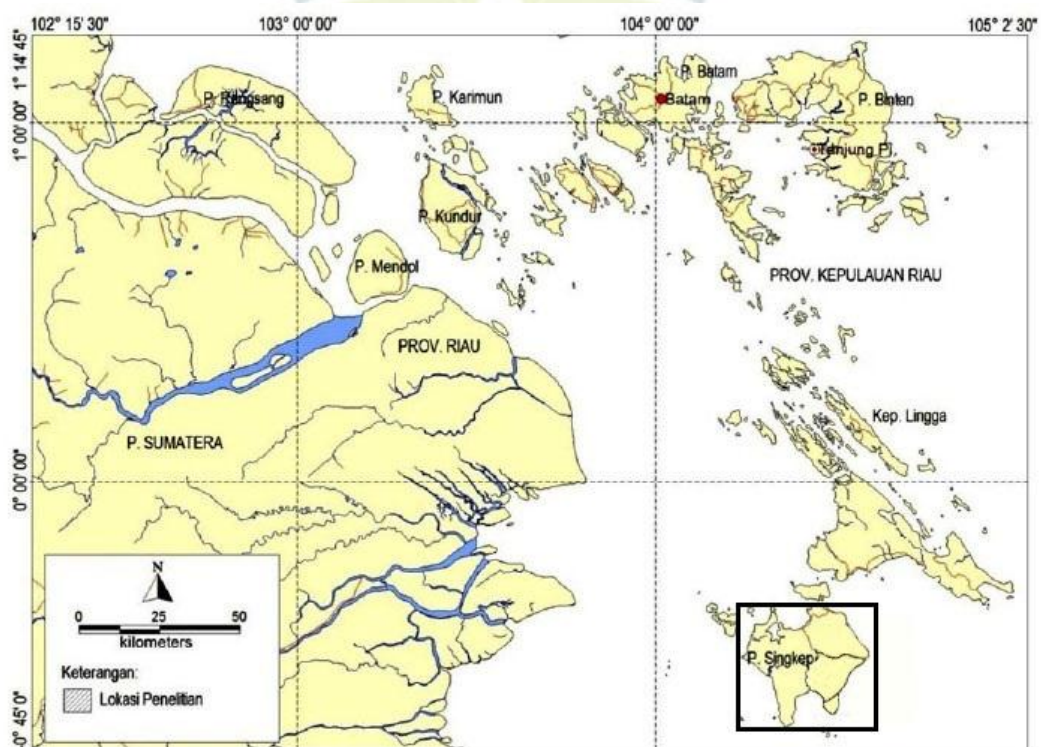 102° 15' 30" 103° 00' 00" 104° 00' 00" 105° 2' 30"
1° 14' 45"
P. Batam
P. Rangsang
P. Karimun
Batam
P. Bintan
1° 00' 00"
Tanjung P.
P. Kundur
P. Mendol
PROV. KEPULAUAN RIAU
PROV. RIAU
Kep. Lingga
P. SUMATERA
0° 00' 00"
N
0 25 50
kilometers
P. Singkep
Keterangan:
Lokasi Penelitian
0° 45' 0